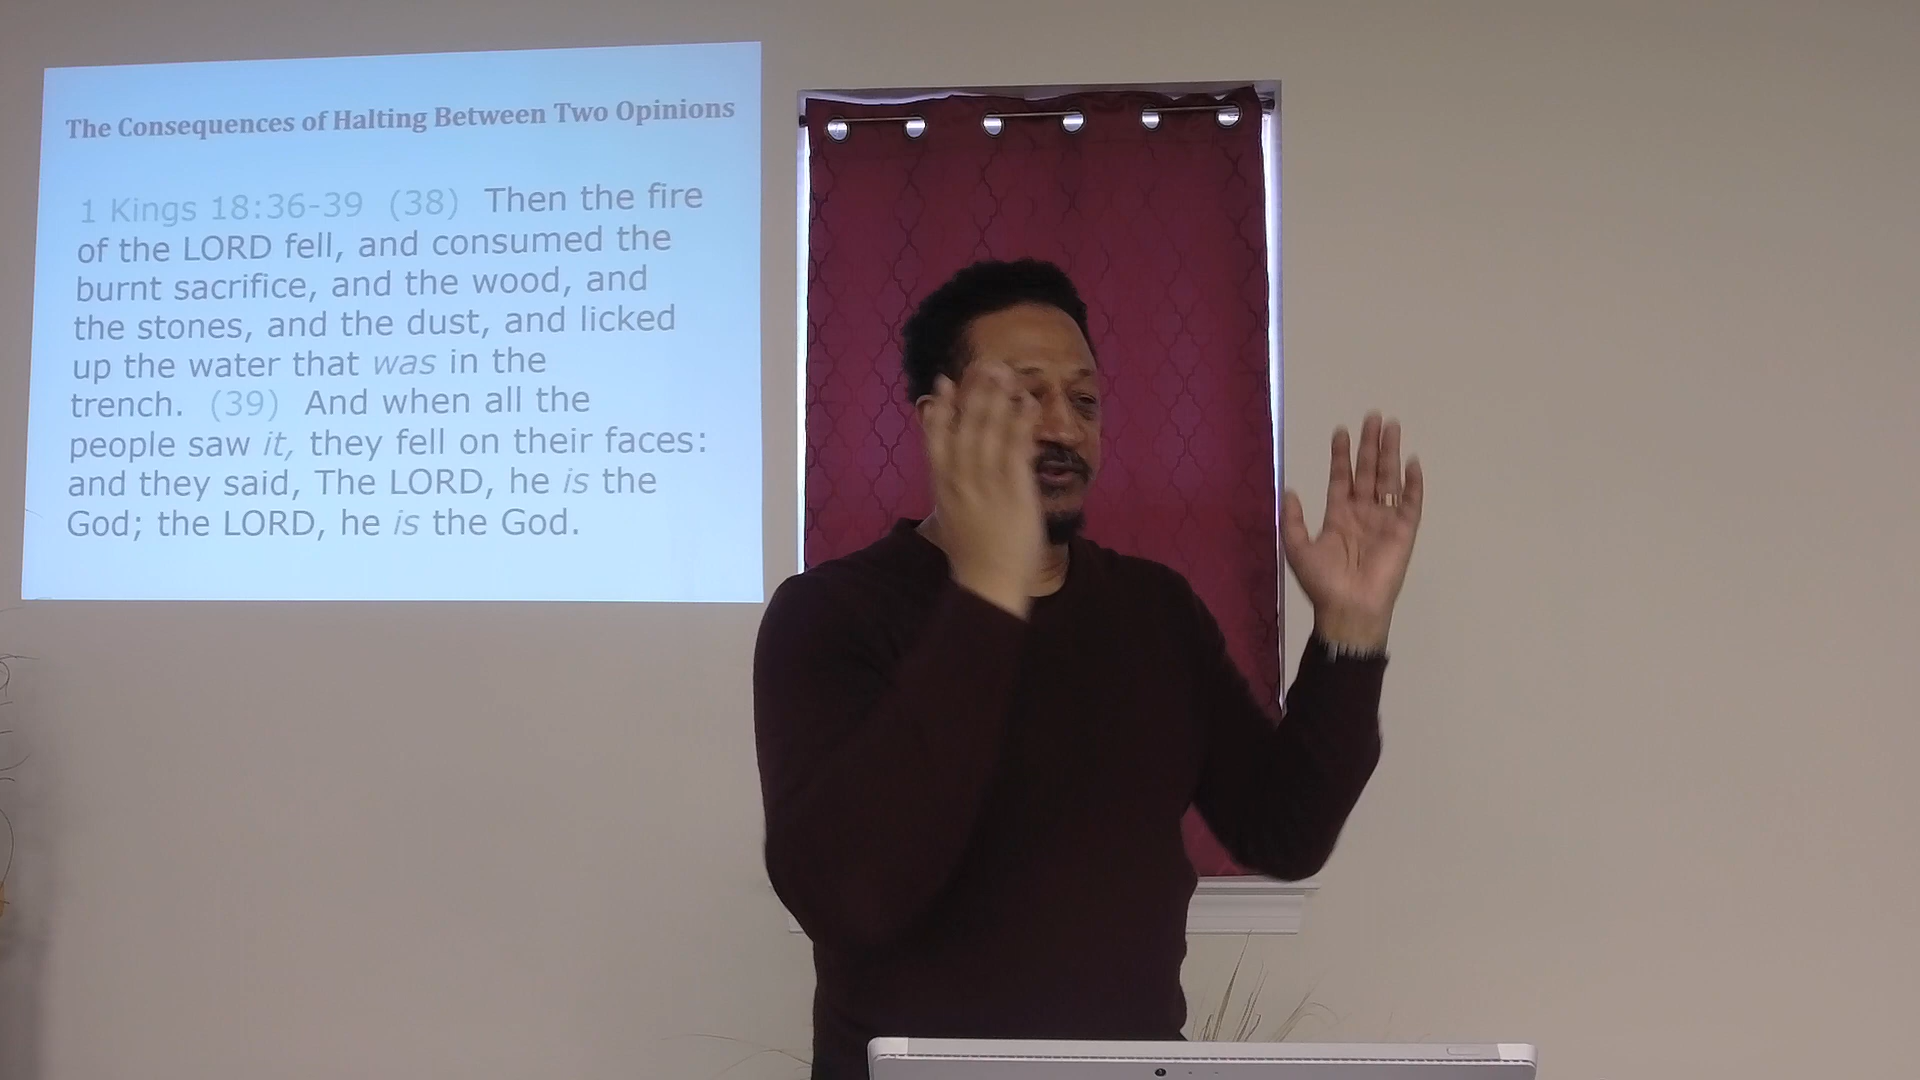 The Consequences of Halting Between Two Opinions
1 Kings 18:36-39 (38) Then the fire
of the LORD fell, and consumed the
burnt sacrifice, and the wood, and
the stones, and the dust, and licked
up the water that was in the
trench. (39) And when all the
people saw it, they fell on their faces:
and they said, The LORD, he is the
God; the LORD, he is the God.